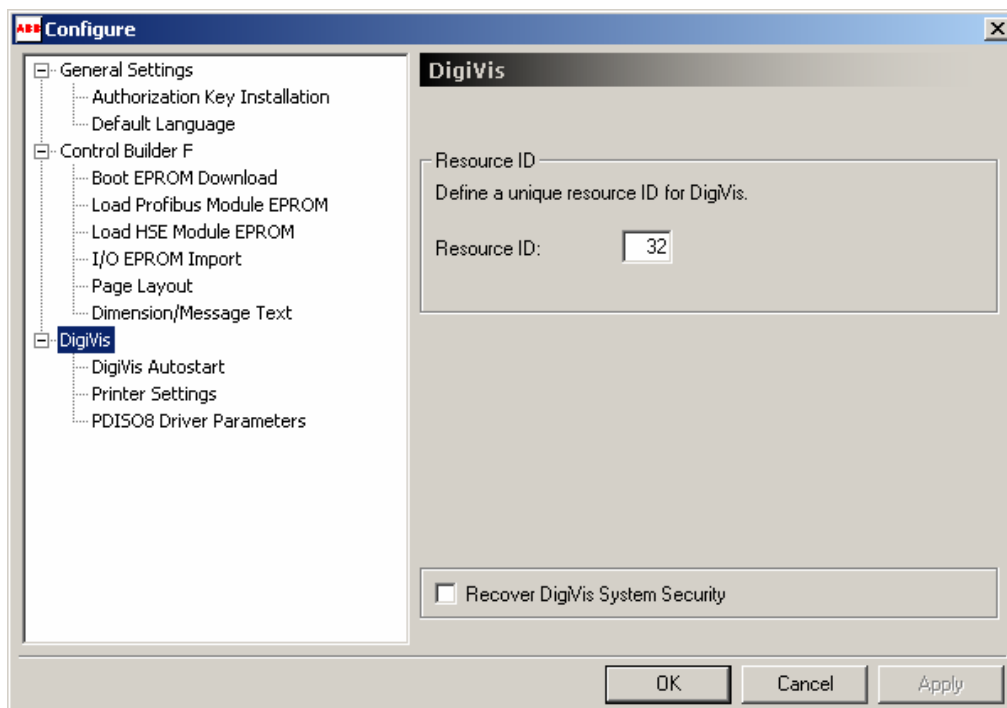 ABB Configure
General Settings
Authorization Key Installation
Default Language
Control Builder F
Boot EPROM Download
Load Profibus Module EPROM
Load HSE Module EPROM
I/O EPROM Import
Page Layout
Dimension/Message Text
DigiVis
DigiVis Autostart
Printer Settings
PDISO8 Driver Parameters
DigiVis
Resource ID
Define a unique resource ID for DigiVis.
Resource ID: 32
Recover DigiVis System Security
OK Cancel Apply